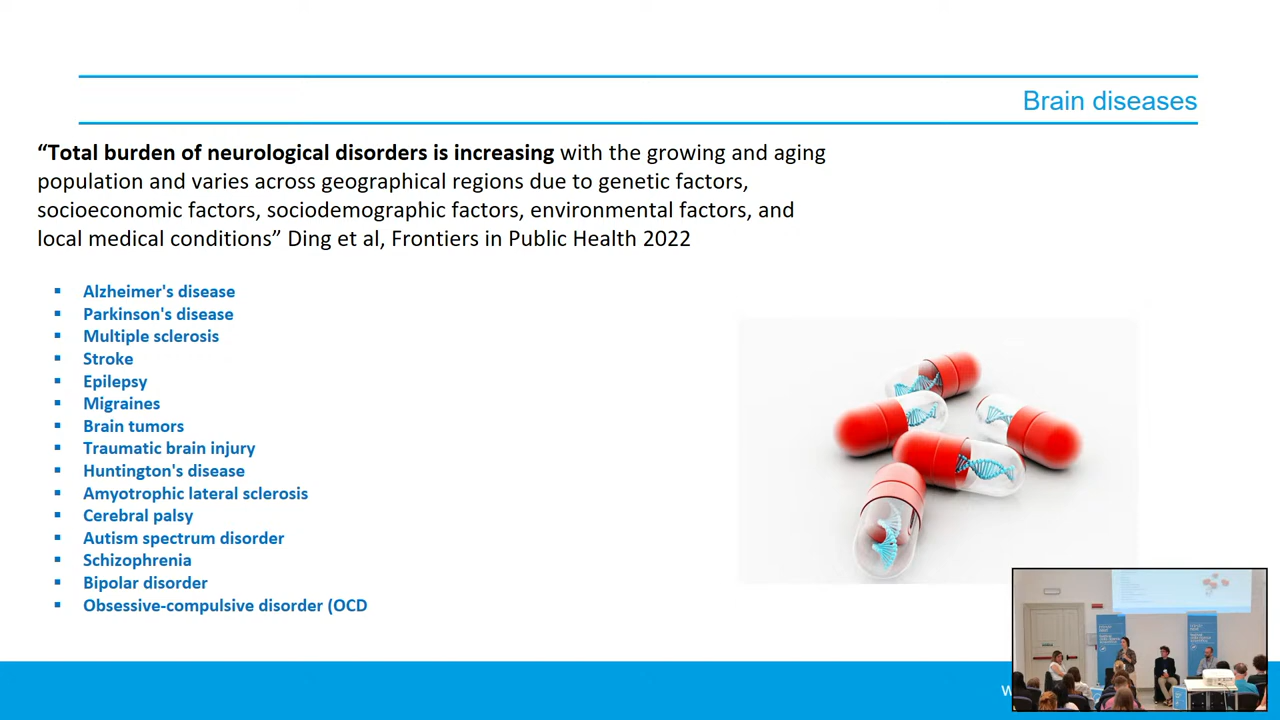 Brain diseases
“Total burden of neurological disorders is increasing with the growing and aging
population and varies across geographical regions due to genetic factors,
socioeconomic factors, sociodemographic factors, environmental factors, and
local medical conditions” Ding et al, Frontiers in Public Health 2022
▪ Alzheimer's disease
▪ Parkinson's disease
▪ Multiple sclerosis
▪ Stroke
▪ Epilepsy
▪ Migraines
▪ Brain tumors
▪ Traumatic brain injury
▪ Huntington's disease
▪ Amyotrophic lateral sclerosis
▪ Cerebral palsy
▪ Autism spectrum disorder
▪ Schizophrenia
▪ Bipolar disorder
▪ Obsessive-compulsive disorder (OCD